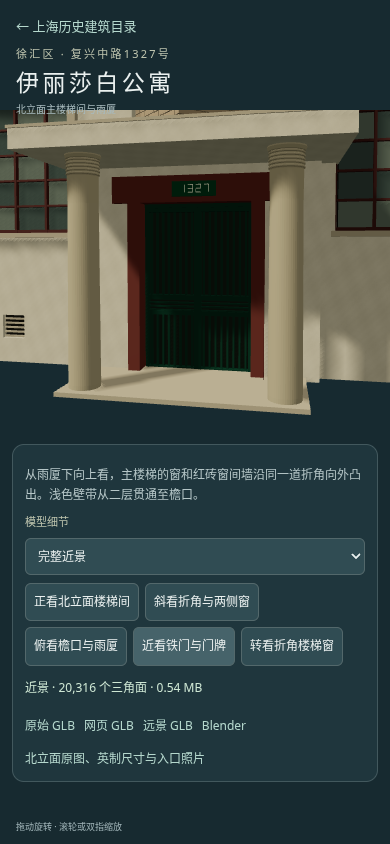 ← 上海历史建筑目录
徐汇区 · 复兴中路1327号
伊丽莎白公寓
北立面主楼梯间与雨厦
1327
从雨厦下向上看，主楼梯的窗和红砖窗间墙沿同一道折角向外凸
出。浅色壁带从二层贯通至檐口。
模型细节
完整近景
正看北立面楼梯间 斜看折角与两侧窗
俯看檐口与雨厦 近看铁门与门牌 转看折角楼梯窗
近景 · 20,316 个三角面 · 0.54 MB
原始 GLB 网页 GLB 远景 GLB Blender
北立面原图、英制尺寸与入口照片
拖动旋转 · 滚轮或双指缩放